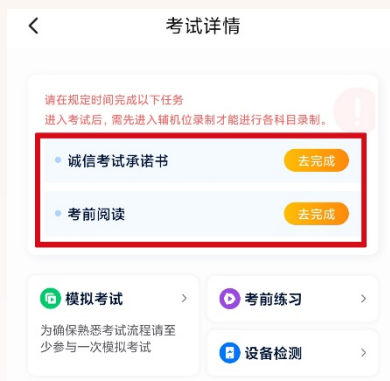 考试详情
请在规定时间完成以下任务
进入考试后，需先进入辅机位录制才能进行各科目录制。
诚信考试承诺书
去完成
考前阅读
去完成
模拟考试
为确保熟悉考试流程请至
少参与一次模拟考试
考前练习
设备检测